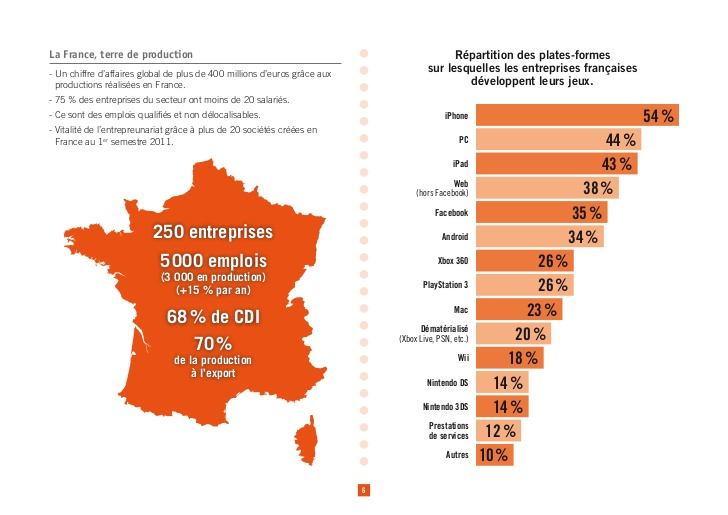 La France, terre de production
- Un chiffre d'affaires global de plus de 400 millions d'euros grâce aux
productions réalisées en France.
- 75 % des entreprises du secteur ont moins de 20 salariés.
- Ce sont des emplois qualifiés et non délocalisables.
- Vitalité de l'entrepreunariat grâce à plus de 20 sociétés créées en
France au 1er semestre 2011.
250 entreprises
5 000 emplois
(3 000 en production)
(+15 % par an)
68 % de CDI
70 %
de la production
à l'export
Répartition des plates-formes
sur lesquelles les entreprises françaises
développent leurs jeux.
iPhone 54 %
PC 44 %
iPad 43 %
Web
(hors Facebook) 38 %
Facebook 35 %
Android 34 %
Xbox 360 26 %
PlayStation 3 26 %
Mac 23 %
Dématérialisé
(Xbox Live, PSN, etc.) 20 %
Wii 18 %
Nintendo DS 14 %
Nintendo 3DS 14 %
Prestations
de services 12 %
Autres 10 %
6